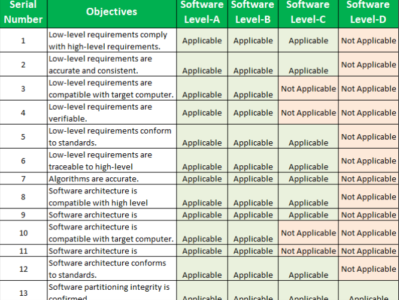 Serial Number Objectives Software Level-A Software Level-B Software Level-C Software Level-D
1 Low-level requirements comply with high-level requirements. Applicable Applicable Applicable Not Applicable
2 Low-level requirements are accurate and consistent. Applicable Applicable Applicable Not Applicable
3 Low-level requirements are compatible with target computer. Applicable Applicable Not Applicable Not Applicable
4 Low-level requirements are verifiable. Applicable Applicable Not Applicable Not Applicable
5 Low-level requirements conform to standards. Applicable Applicable Applicable Not Applicable
6 Low-level requirements are traceable to high-level Applicable Applicable Applicable Not Applicable
7 Algorithms are accurate. Applicable Applicable Applicable Not Applicable
8 Software architecture is compatible with high level Applicable Applicable Applicable Not Applicable
9 Software architecture is Applicable Applicable Applicable Not Applicable
10 Software architecture is compatible with target computer. Applicable Applicable Not Applicable Not Applicable
11 Software architecture is Applicable Applicable Not Applicable Not Applicable
12 Software architecture conforms to standards. Applicable Applicable Applicable Not Applicable
13 Software partitioning integrity is confirmed. Applicable Applicable Applicable Applicable